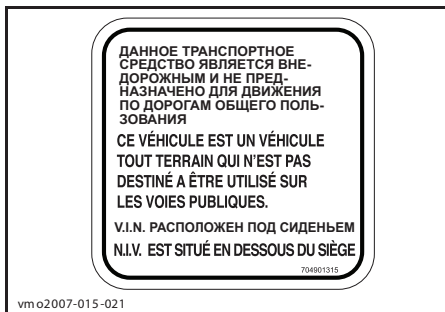 ДАННОЕ ТРАНСПОРТНОЕ
СРЕДСТВО ЯВЛЯЕТСЯ ВНЕ-
ДОРОЖНЫМ И НЕ ПРЕД-
НАЗНАЧЕНО ДЛЯ ДВИЖЕНИЯ
ПО ДОРОГАМ ОБЩЕГО ПОЛЬ-
ЗОВАНИЯ
CE VÉHICULE EST UN VÉHICULE
TOUT TERRAIN QUI N'EST PAS
DESTINÉ A ÊTRE UTILISÉ SUR
LES VOIES PUBLIQUES.
V.I.N. РАСПОЛОЖЕН ПОД СИДЕНЬЕМ
N.I.V. EST SITUÉ EN DESSOUS DU SIÈGE
704901315
vmo2007-015-021